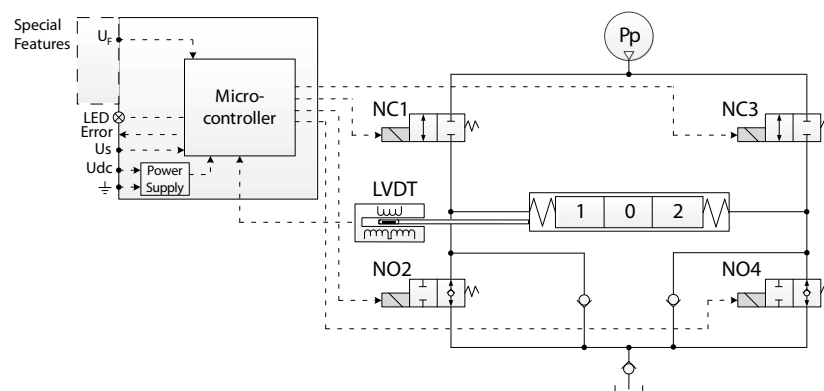 Special
Features
U_F
Pp
Micro-
controller
NC1
NC3
LED
Error
Us
Udc
Power
Supply
LVDT
1 0 2
NO2
NO4